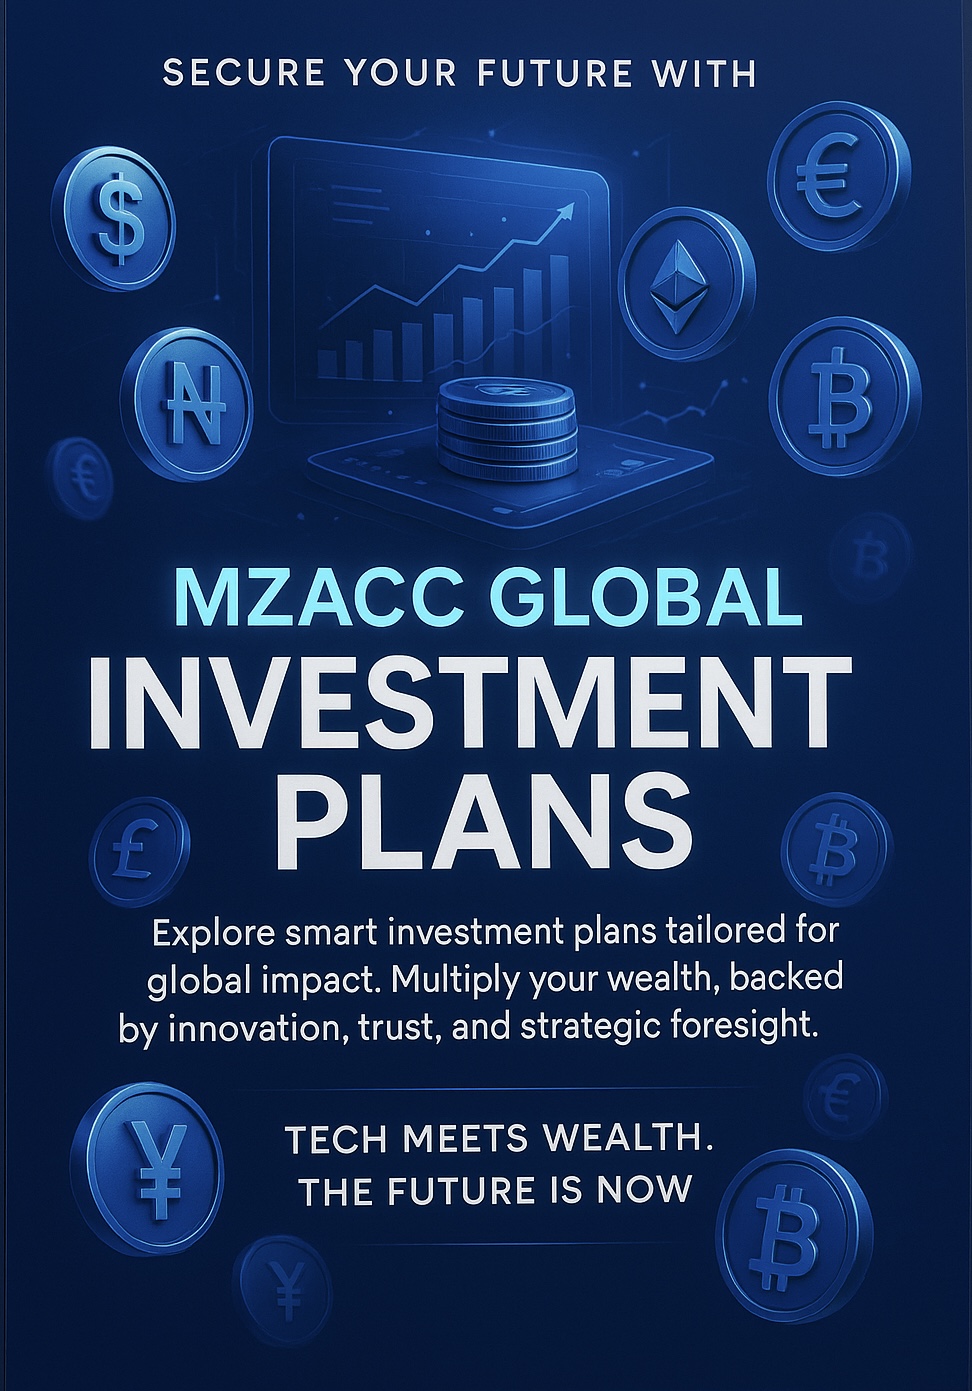 SECURE YOUR FUTURE WITH
MZACC GLOBAL
INVESTMENT
PLANS
Explore smart investment plans tailored for
global impact. Multiply your wealth, backed
by innovation, trust, and strategic foresight.
TECH MEETS WEALTH.
THE FUTURE IS NOW